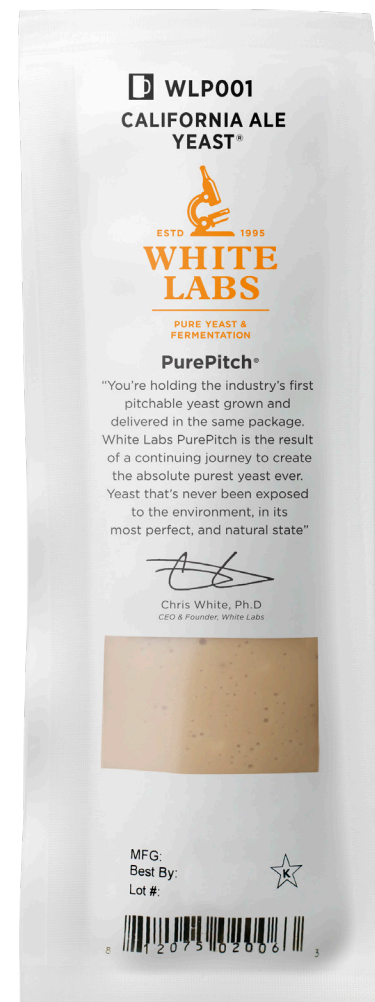 WLP001
CALIFORNIA ALE
YEAST®
ESTD 1995
WHITE
LABS
PURE YEAST &
FERMENTATION
PurePitch®
“You’re holding the industry’s first
pitchable yeast grown and
delivered in the same package.
White Labs PurePitch is the result
of a continuing journey to create
the absolute purest yeast ever.
Yeast that’s never been exposed
to the environment, in its
most perfect, and natural state”
Chris White, Ph.D
CEO & Founder, White Labs
MFG:
Best By:
Lot #:
K
8 12075 02006 3